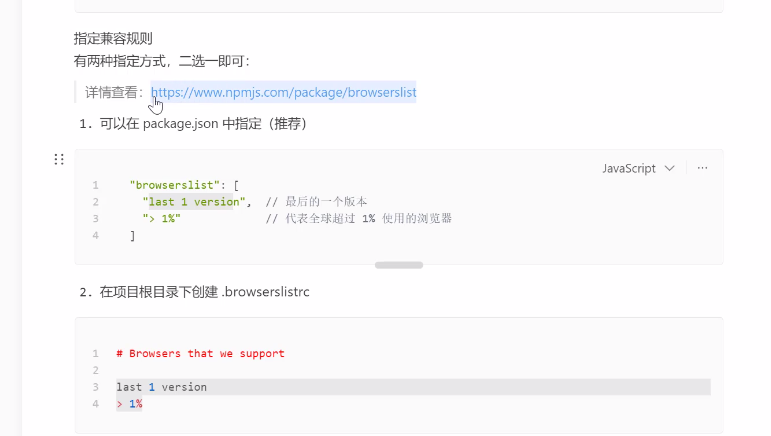 指定兼容规则
有两种指定方式，二选一即可：
详情查看：https://www.npmjs.com/package/browserslist
1. 可以在 package.json 中指定（推荐）
JavaScript
1 "browserslist": [
2 "last 1 version", // 最后的一个版本
3 "> 1%" // 代表全球超过 1% 使用的浏览器
4 ]
2. 在项目根目录下创建 .browserslistrc
1 # Browsers that we support
2
3 last 1 version
4 > 1%